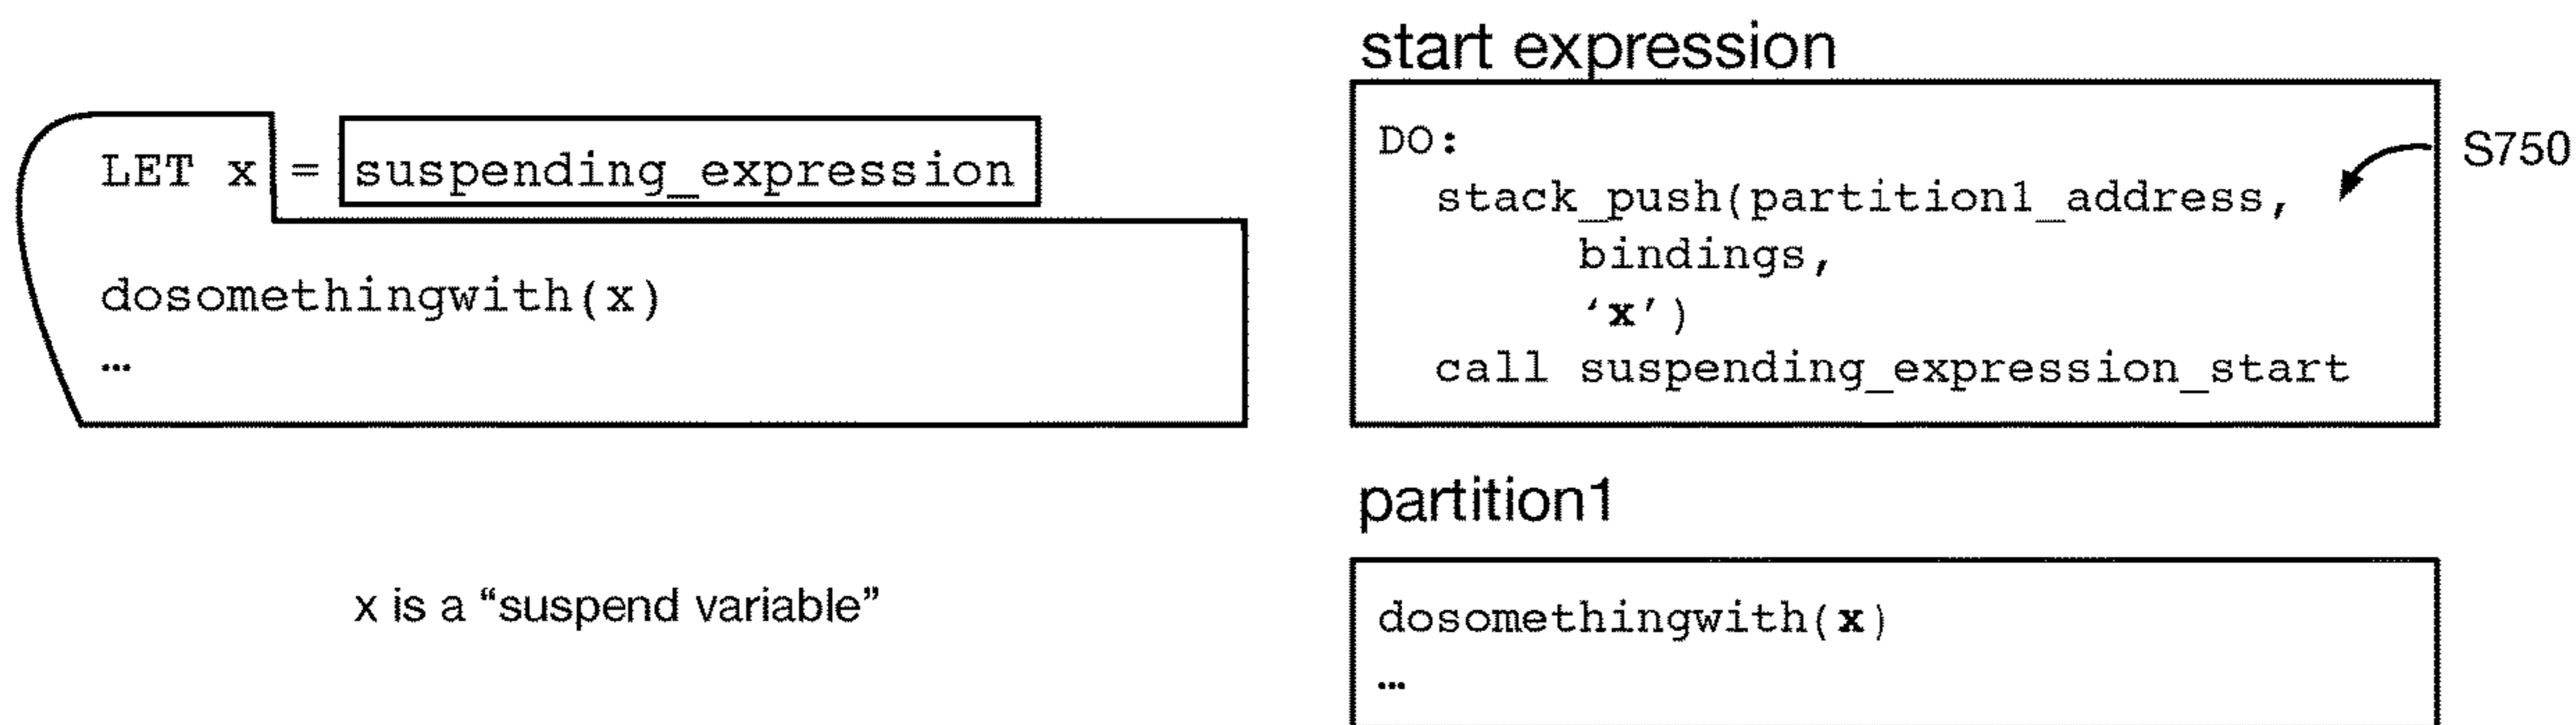 LET x = suspending_expression
dosomethingwith(x)
…
x is a “suspend variable”
start expression
DO:
stack_push(partition1_address,
bindings,
‘x’)
call suspending_expression_start
S750
partition1
dosomethingwith(x)
…